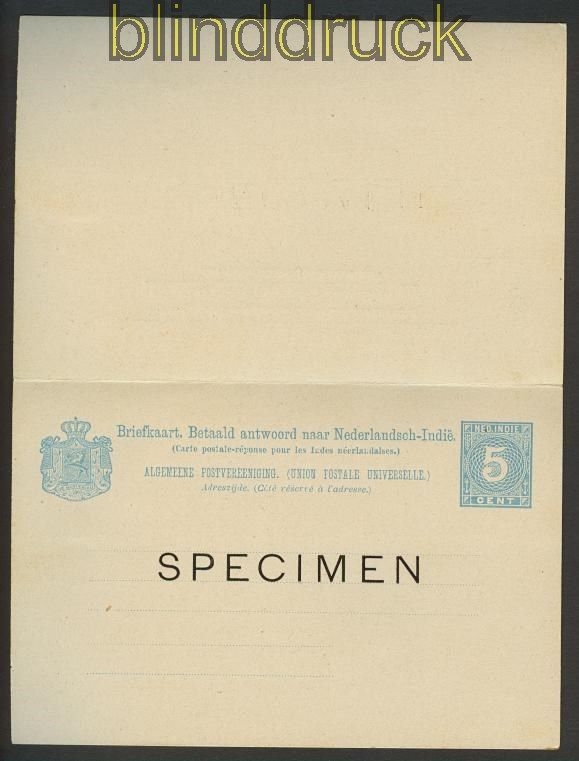 blinddruck
Briefkaart. Betaald antwoord naar Nederlandsch-Indië.
(Carte postale-réponse pour les Indes néerlandaises.)
ALGEMEENE POSTVEREENIGING. (UNION POSTALE UNIVERSELLE.)
Adreszijde. (Côté réservé à l'adresse.)
NED. INDIE
5
CENT
SPECIMEN